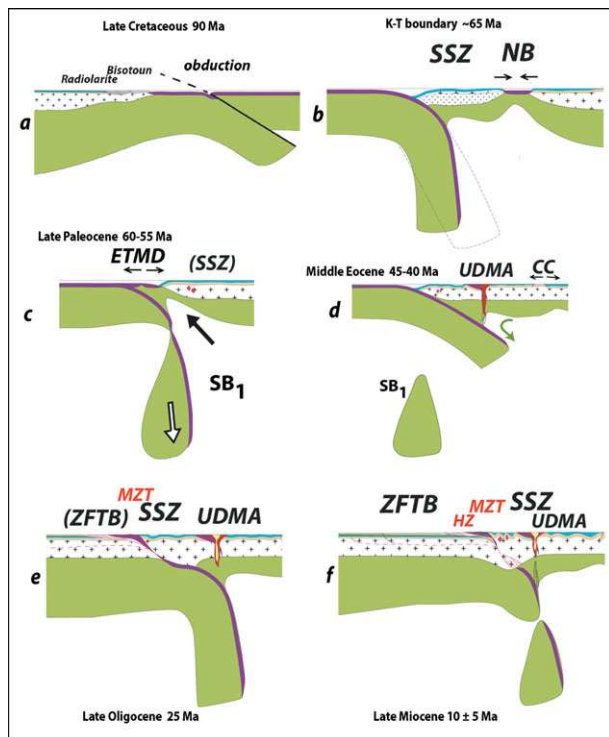 Late Cretaceous 90 Ma
Bisotoun
obduction
Radiolarite
a
K-T boundary ~65 Ma
SSZ NB
b
Late Paleocene 60-55 Ma
ETMD
(SSZ)
c
SB1
Middle Eocene 45-40 Ma
UDMA CC
d
SB1
MZT
(ZFTB) SSZ UDMA
e
Late Oligocene 25 Ma
ZFTB MZT SSZ
HZ UDMA
f
Late Miocene 10 ± 5 Ma